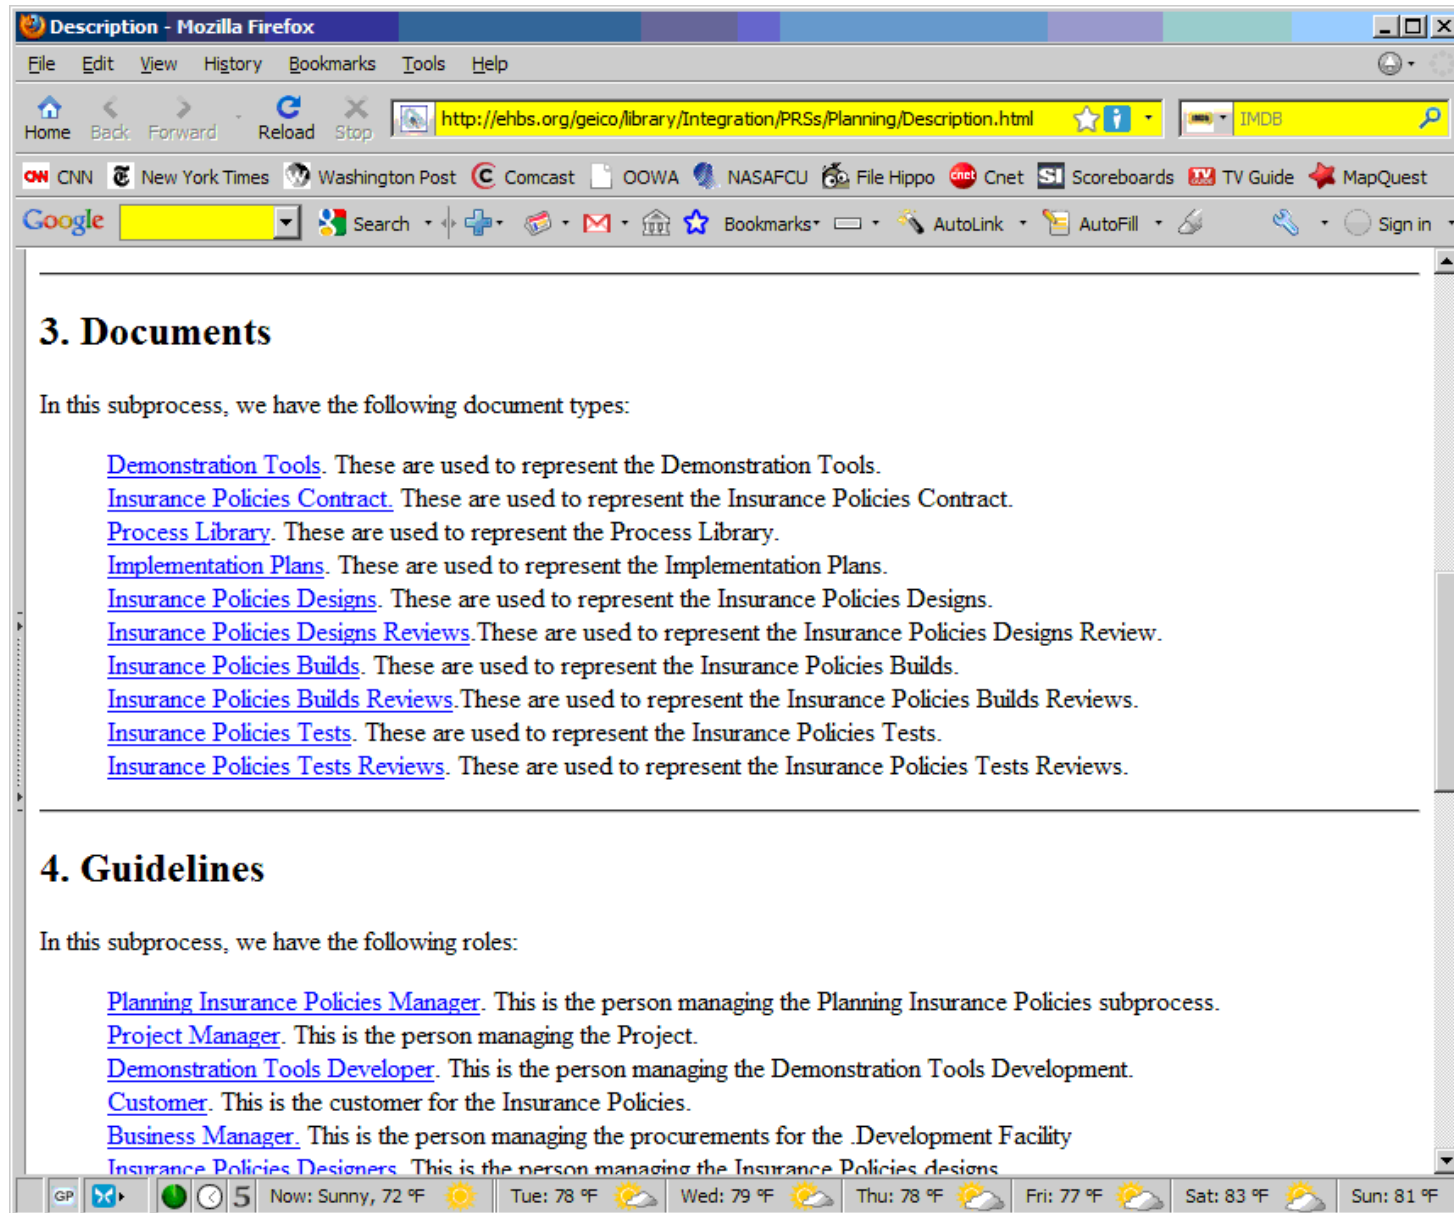 Description - Mozilla Firefox
File Edit View History Bookmarks Tools Help
Home Back Forward Reload Stop http://ehbs.org/geico/library/Integration/PRSs/Planning/Description.html IMDB
CNN CNN New York Times Washington Post C Comcast OOWA NASAFCU File Hippo cnet Cnet SI Scoreboards TV Guide MapQuest
Google Search Bookmarks AutoLink AutoFill Sign in
3. Documents
In this subprocess, we have the following document types:
Demonstration Tools. These are used to represent the Demonstration Tools.
Insurance Policies Contract. These are used to represent the Insurance Policies Contract.
Process Library. These are used to represent the Process Library.
Implementation Plans. These are used to represent the Implementation Plans.
Insurance Policies Designs. These are used to represent the Insurance Policies Designs.
Insurance Policies Designs Reviews.These are used to represent the Insurance Policies Designs Review.
Insurance Policies Builds. These are used to represent the Insurance Policies Builds.
Insurance Policies Builds Reviews.These are used to represent the Insurance Policies Builds Reviews.
Insurance Policies Tests. These are used to represent the Insurance Policies Tests.
Insurance Policies Tests Reviews. These are used to represent the Insurance Policies Tests Reviews.
4. Guidelines
In this subprocess, we have the following roles:
Planning Insurance Policies Manager. This is the person managing the Planning Insurance Policies subprocess.
Project Manager. This is the person managing the Project.
Demonstration Tools Developer. This is the person managing the Demonstration Tools Development.
Customer. This is the customer for the Insurance Policies.
Business Manager. This is the person managing the procurements for the .Development Facility
Insurance Policies Designers. This is the person managing the Insurance Policies designs
GP 5 Now: Sunny, 72 °F Tue: 78 °F Wed: 79 °F Thu: 78 °F Fri: 77 °F Sat: 83 °F Sun: 81 °F